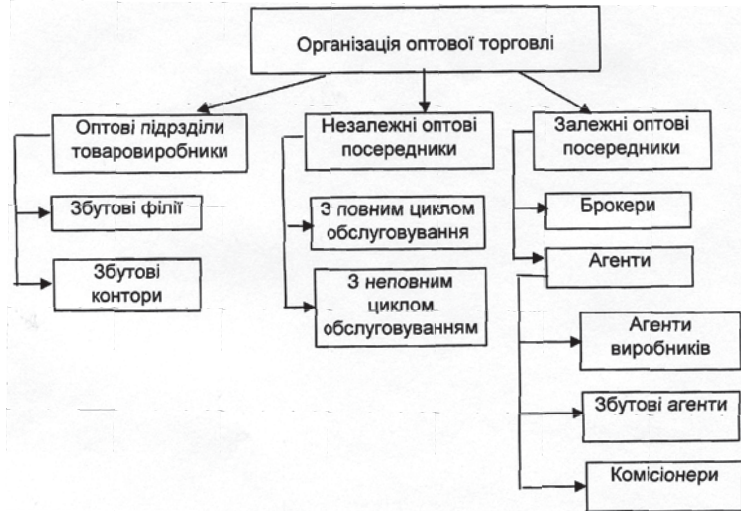 Організація оптової торговлі
Оптові підрзділи
товаровиробники
Збутові філії
Збутові
контори
Незалежні оптові
посередники
З повним циклом
обслуговування
З неповним
циклом
обслуговуванням
Залежні оптові
посередники
Брокери
Агенти
Агенти
виробників
Збутові агенти
Комісіонери